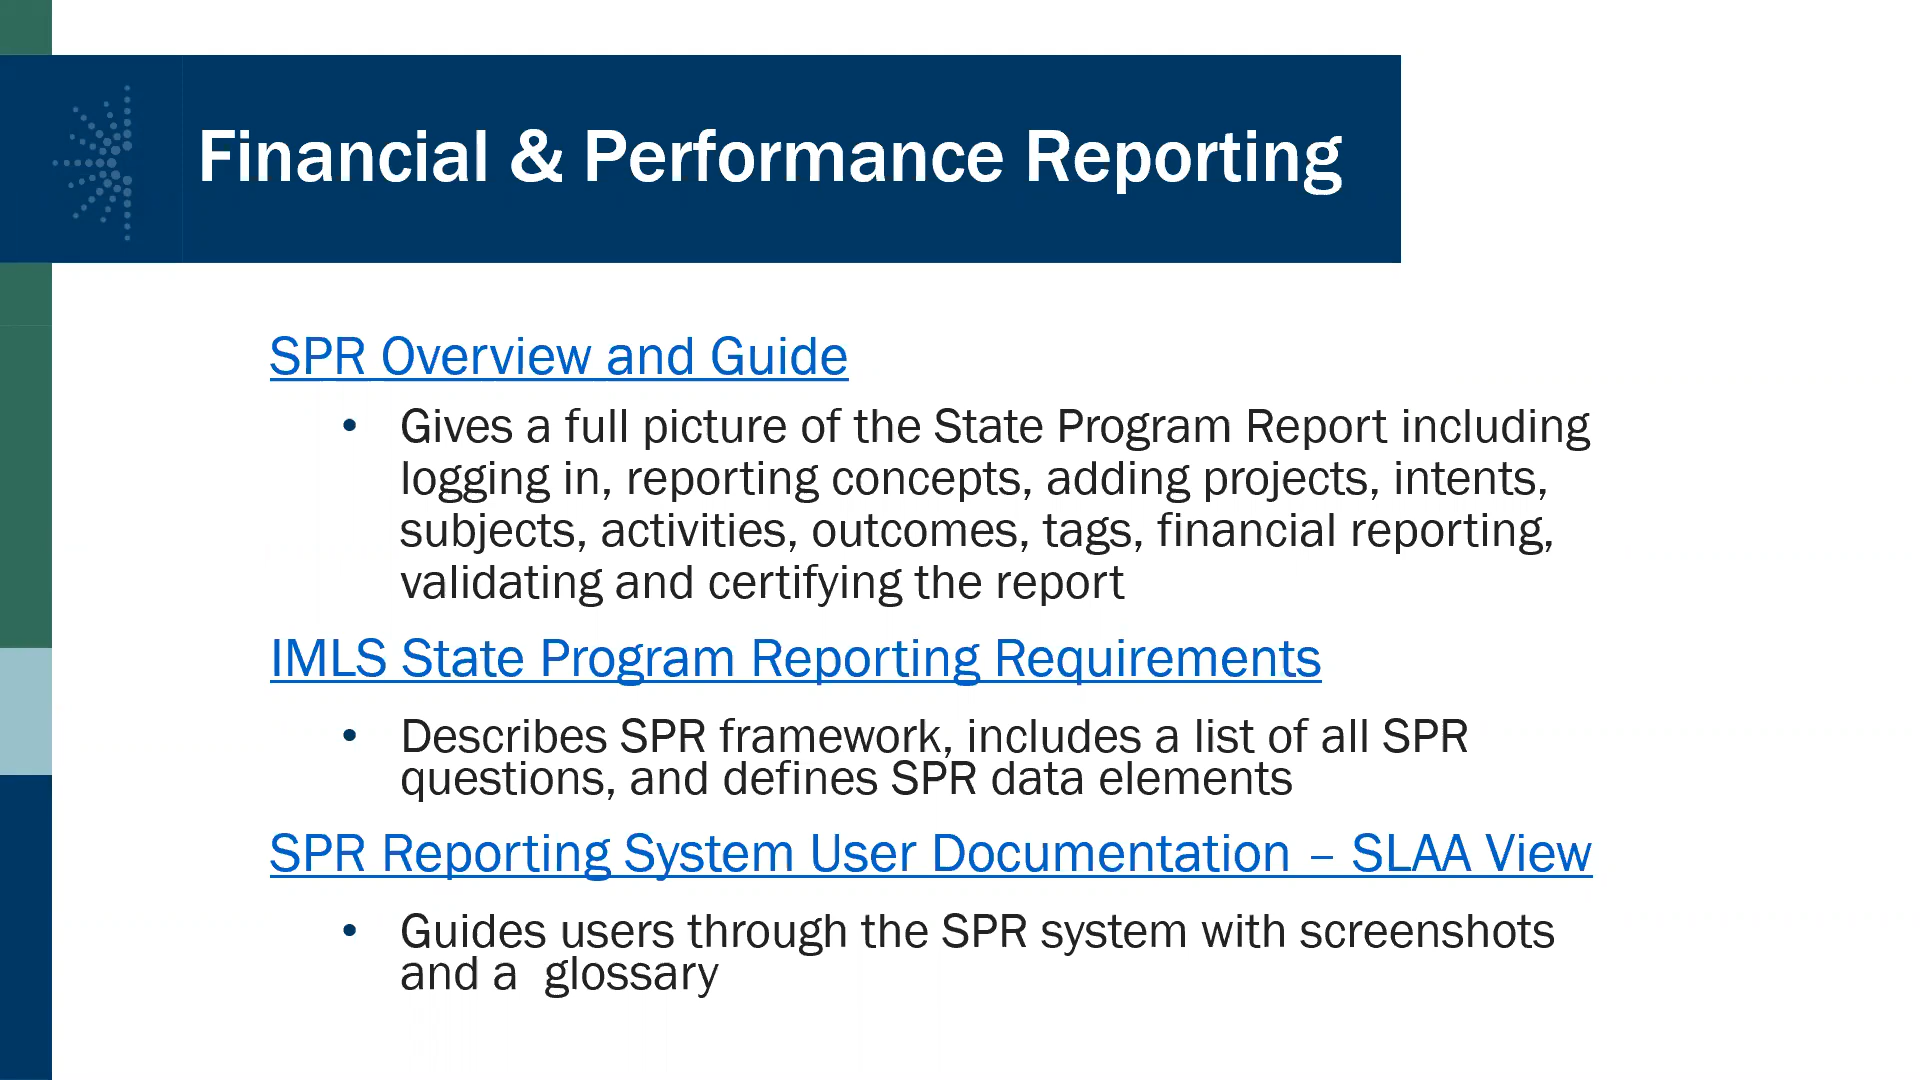 Financial & Performance Reporting
SPR Overview and Guide
• Gives a full picture of the State Program Report including
logging in, reporting concepts, adding projects, intents,
subjects, activities, outcomes, tags, financial reporting,
validating and certifying the report
IMLS State Program Reporting Requirements
• Describes SPR framework, includes a list of all SPR
questions, and defines SPR data elements
SPR Reporting System User Documentation – SLAA View
• Guides users through the SPR system with screenshots
and a  glossary